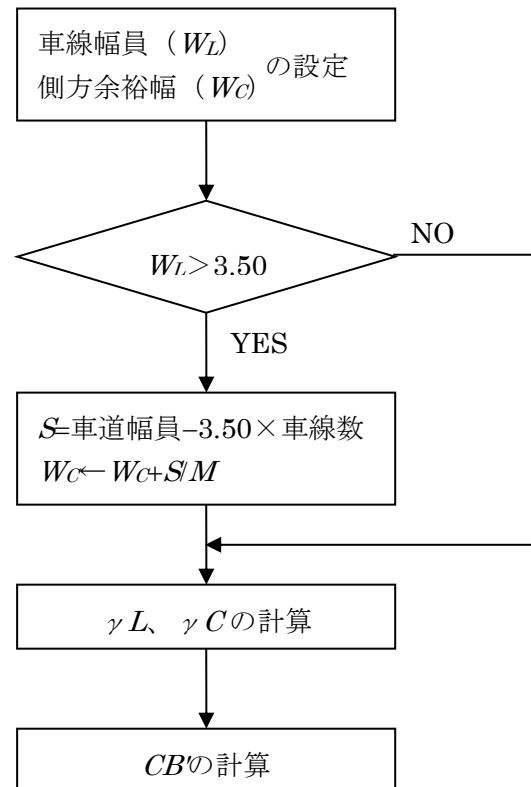 車線幅員（WL）
側方余裕幅（WC）
の設定
WL＞3.50
NO
YES
S=車道幅員−3.50×車線数
WC←WC+S/M
γL、γCの計算
CB'の計算